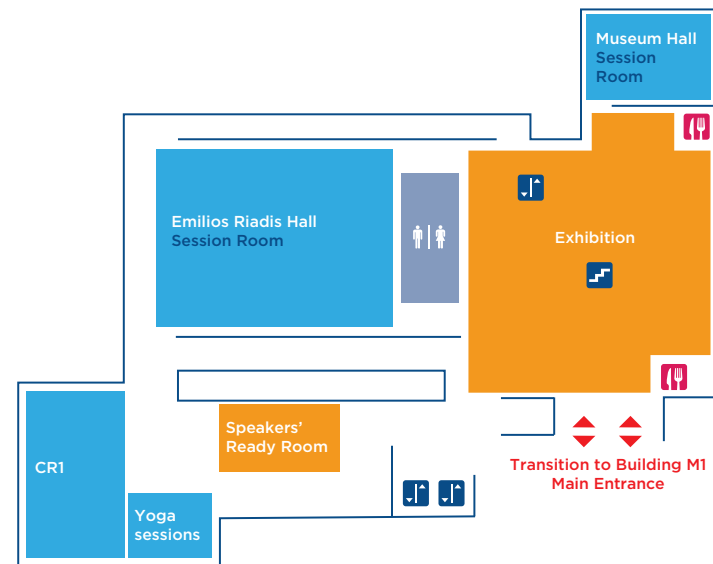 Museum Hall
Session
Room
Emilios Riadis Hall
Session Room
Exhibition
Speakers’
Ready Room
CR1
Transition to Building M1
Main Entrance
Yoga
sessions